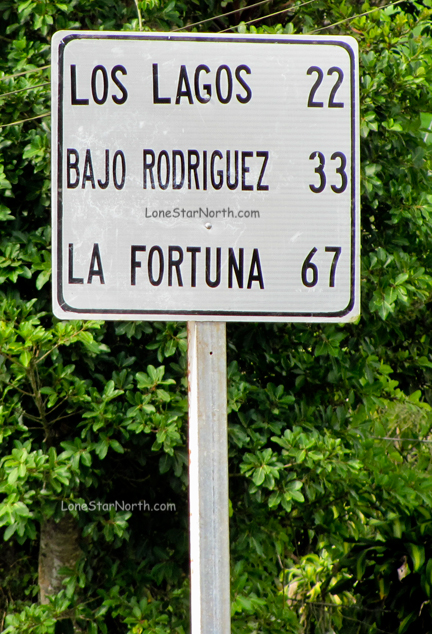 LOS LAGOS 22
BAJO RODRIGUEZ 33
LoneStarNorth.com
LA FORTUNA 67
LoneStarNorth.com